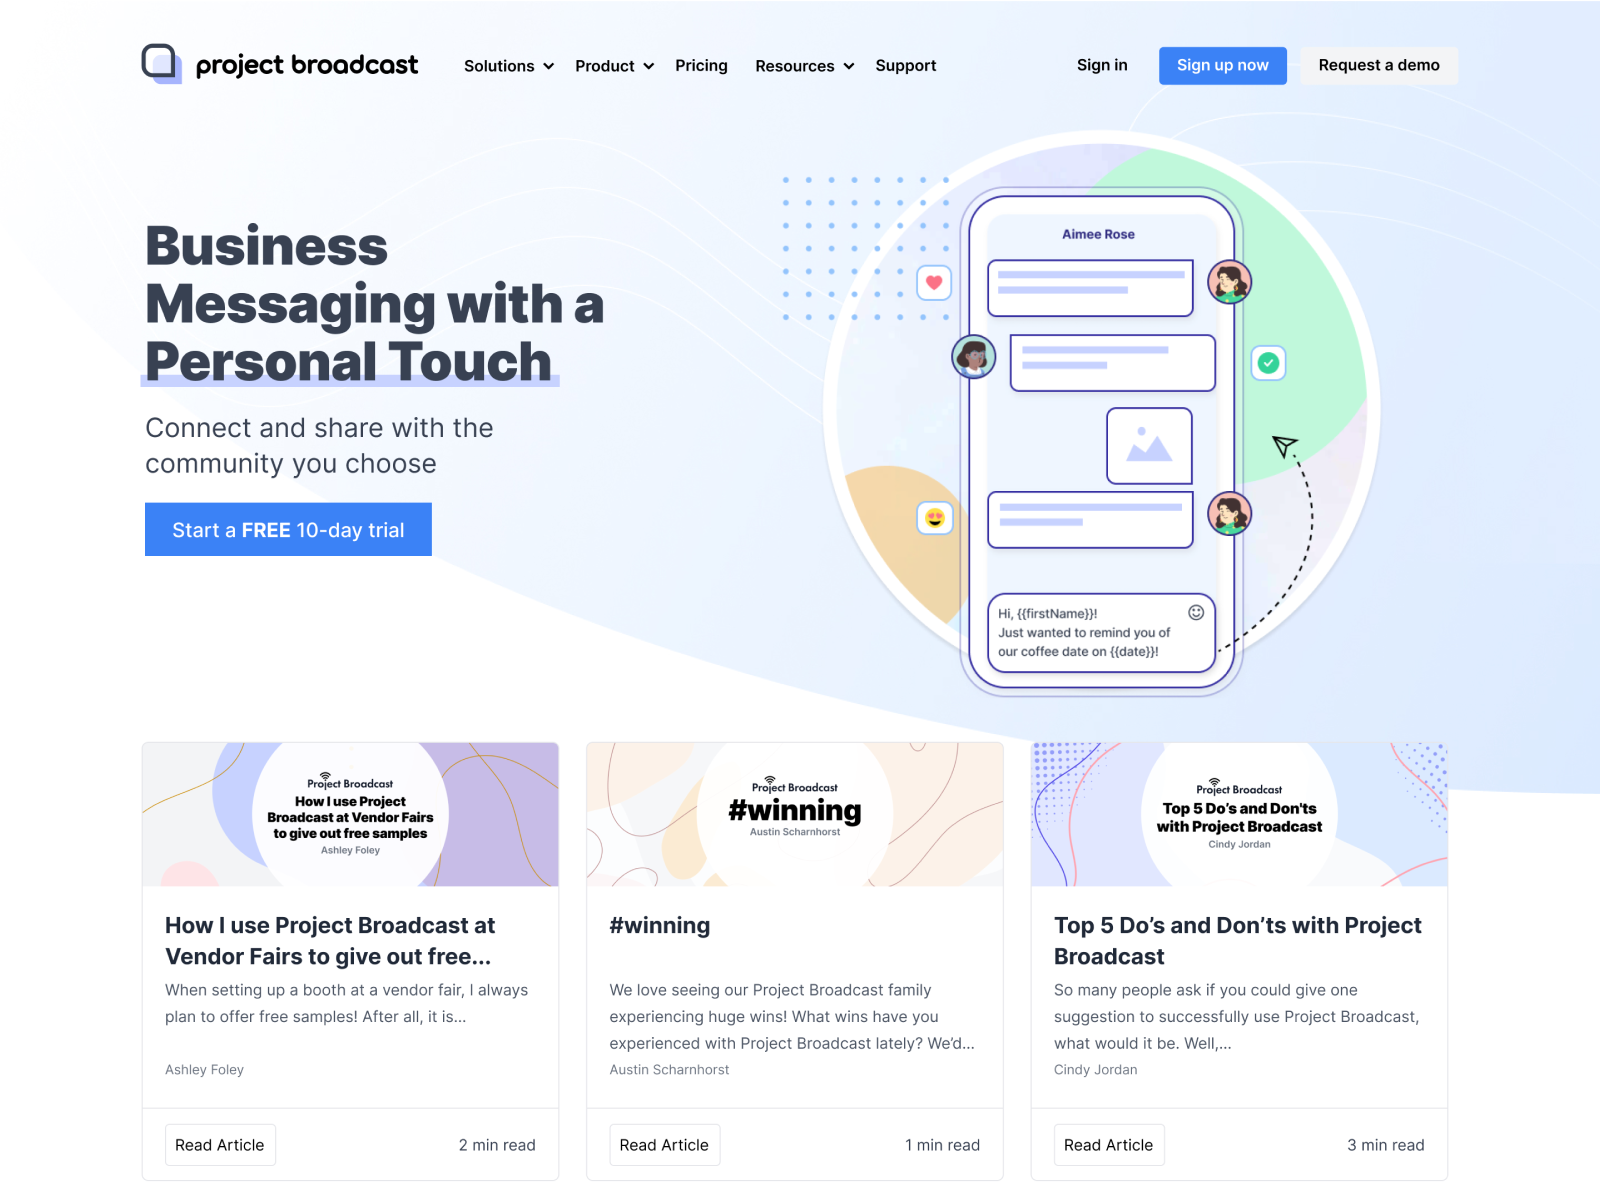 project broadcast
Solutions
Product
Pricing
Resources
Support
Sign in
Sign up now
Request a demo
Business
Messaging with a
Personal Touch
Connect and share with the
community you choose
Start a FREE 10-day trial
Aimee Rose
Hi, {{firstName}}!
Just wanted to remind you of
our coffee date on {{date}}!
Project Broadcast
How I use Project
Broadcast at Vendor Fairs
to give out free samples
Ashley Foley
How I use Project Broadcast at
Vendor Fairs to give out free...
When setting up a booth at a vendor fair, I always
plan to offer free samples! After all, it is...
Ashley Foley
Read Article
2 min read
Project Broadcast
#winning
Austin Scharnhorst
#winning
We love seeing our Project Broadcast family
experiencing huge wins! What wins have you
experienced with Project Broadcast lately? We’d...
Austin Scharnhorst
Read Article
1 min read
Project Broadcast
Top 5 Do’s and Don'ts
with Project Broadcast
Cindy Jordan
Top 5 Do’s and Don’ts with Project
Broadcast
So many people ask if you could give one
suggestion to successfully use Project Broadcast,
what would it be. Well,...
Cindy Jordan
Read Article
3 min read